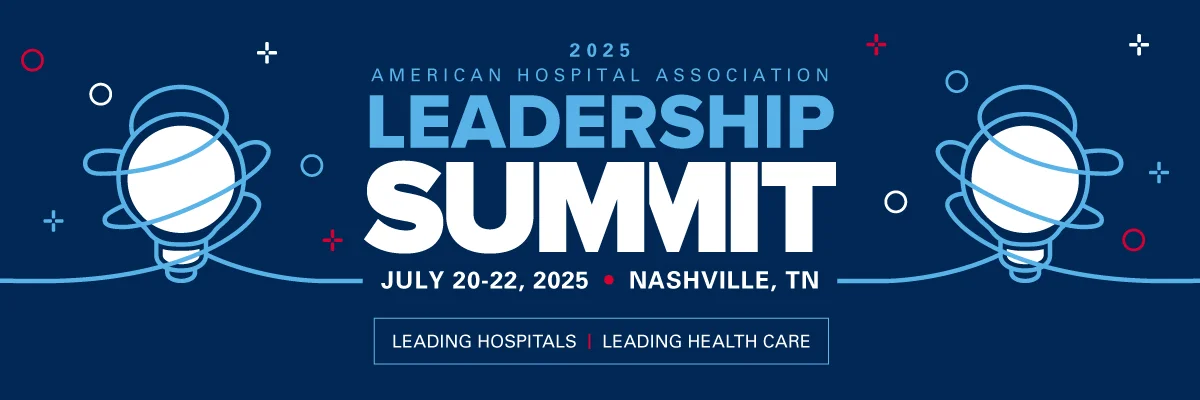 2025
AMERICAN HOSPITAL ASSOCIATION
LEADERSHIP
SUMMIT
JULY 20-22, 2025 • NASHVILLE, TN
LEADING HOSPITALS | LEADING HEALTH CARE